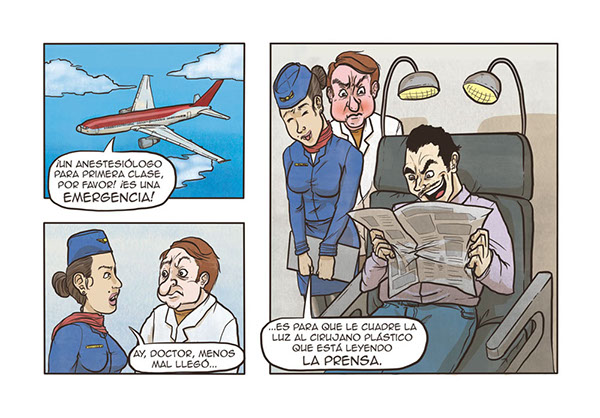 ¡UN ANESTESIÓLOGO
PARA PRIMERA CLASE,
POR FAVOR! ¡ES UNA
EMERGENCIA!
AY, DOCTOR, MENOS
MAL LLEGÓ...
...ES PARA QUE LE CUADRE LA
LUZ AL CIRUJANO PLÁSTICO
QUE ESTÁ LEYENDO
LA PRENSA.